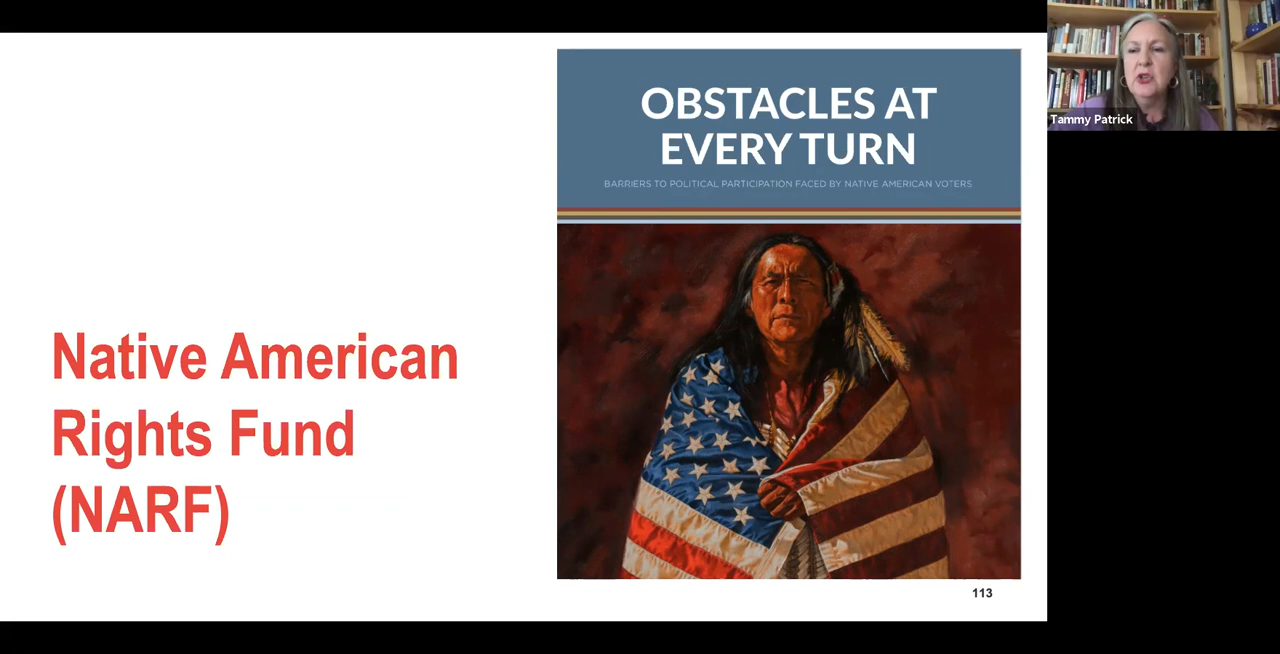 Native American
Rights Fund
(NARF)
OBSTACLES AT
EVERY TURN
BARRIERS TO POLITICAL PARTICIPATION FACED BY NATIVE AMERICAN VOTERS
113
Tammy Patrick